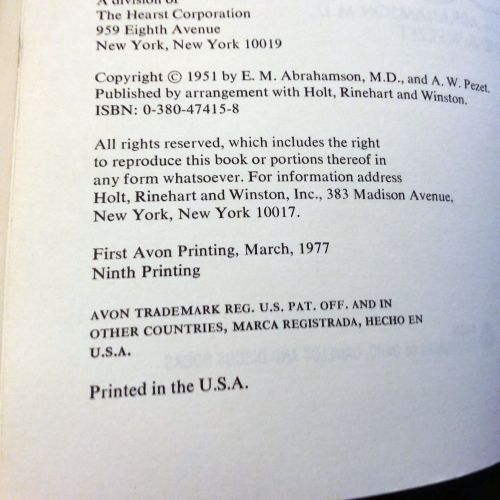 A division of
The Hearst Corporation
959 Eighth Avenue
New York, New York 10019
Copyright © 1951 by E. M. Abrahamson, M.D., and A. W. Pezet.
Published by arrangement with Holt, Rinehart and Winston.
ISBN: 0-380-47415-8
All rights reserved, which includes the right
to reproduce this book or portions thereof in
any form whatsoever. For information address
Holt, Rinehart and Winston, Inc., 383 Madison Avenue,
New York, New York 10017.
First Avon Printing, March, 1977
Ninth Printing
AVON TRADEMARK REG. U.S. PAT. OFF. AND IN
OTHER COUNTRIES, MARCA REGISTRADA, HECHO EN
U.S.A.
Printed in the U.S.A.